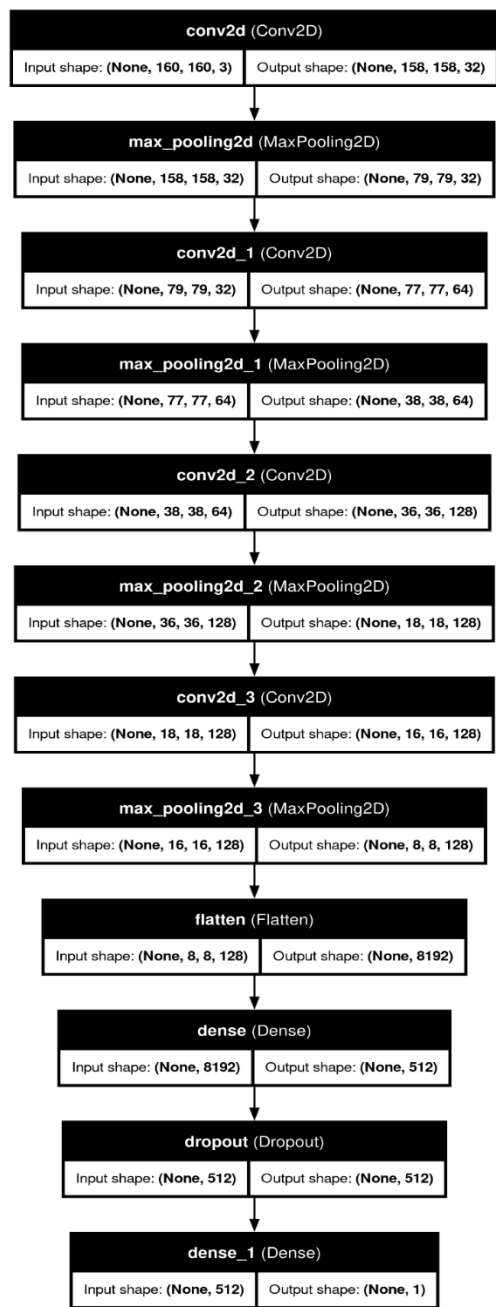 conv2d (Conv2D)
Input shape: (None, 160, 160, 3) Output shape: (None, 158, 158, 32)
max_pooling2d (MaxPooling2D)
Input shape: (None, 158, 158, 32) Output shape: (None, 79, 79, 32)
conv2d_1 (Conv2D)
Input shape: (None, 79, 79, 32) Output shape: (None, 77, 77, 64)
max_pooling2d_1 (MaxPooling2D)
Input shape: (None, 77, 77, 64) Output shape: (None, 38, 38, 64)
conv2d_2 (Conv2D)
Input shape: (None, 38, 38, 64) Output shape: (None, 36, 36, 128)
max_pooling2d_2 (MaxPooling2D)
Input shape: (None, 36, 36, 128) Output shape: (None, 18, 18, 128)
conv2d_3 (Conv2D)
Input shape: (None, 18, 18, 128) Output shape: (None, 16, 16, 128)
max_pooling2d_3 (MaxPooling2D)
Input shape: (None, 16, 16, 128) Output shape: (None, 8, 8, 128)
flatten (Flatten)
Input shape: (None, 8, 8, 128) Output shape: (None, 8192)
dense (Dense)
Input shape: (None, 8192) Output shape: (None, 512)
dropout (Dropout)
Input shape: (None, 512) Output shape: (None, 512)
dense_1 (Dense)
Input shape: (None, 512) Output shape: (None, 1)